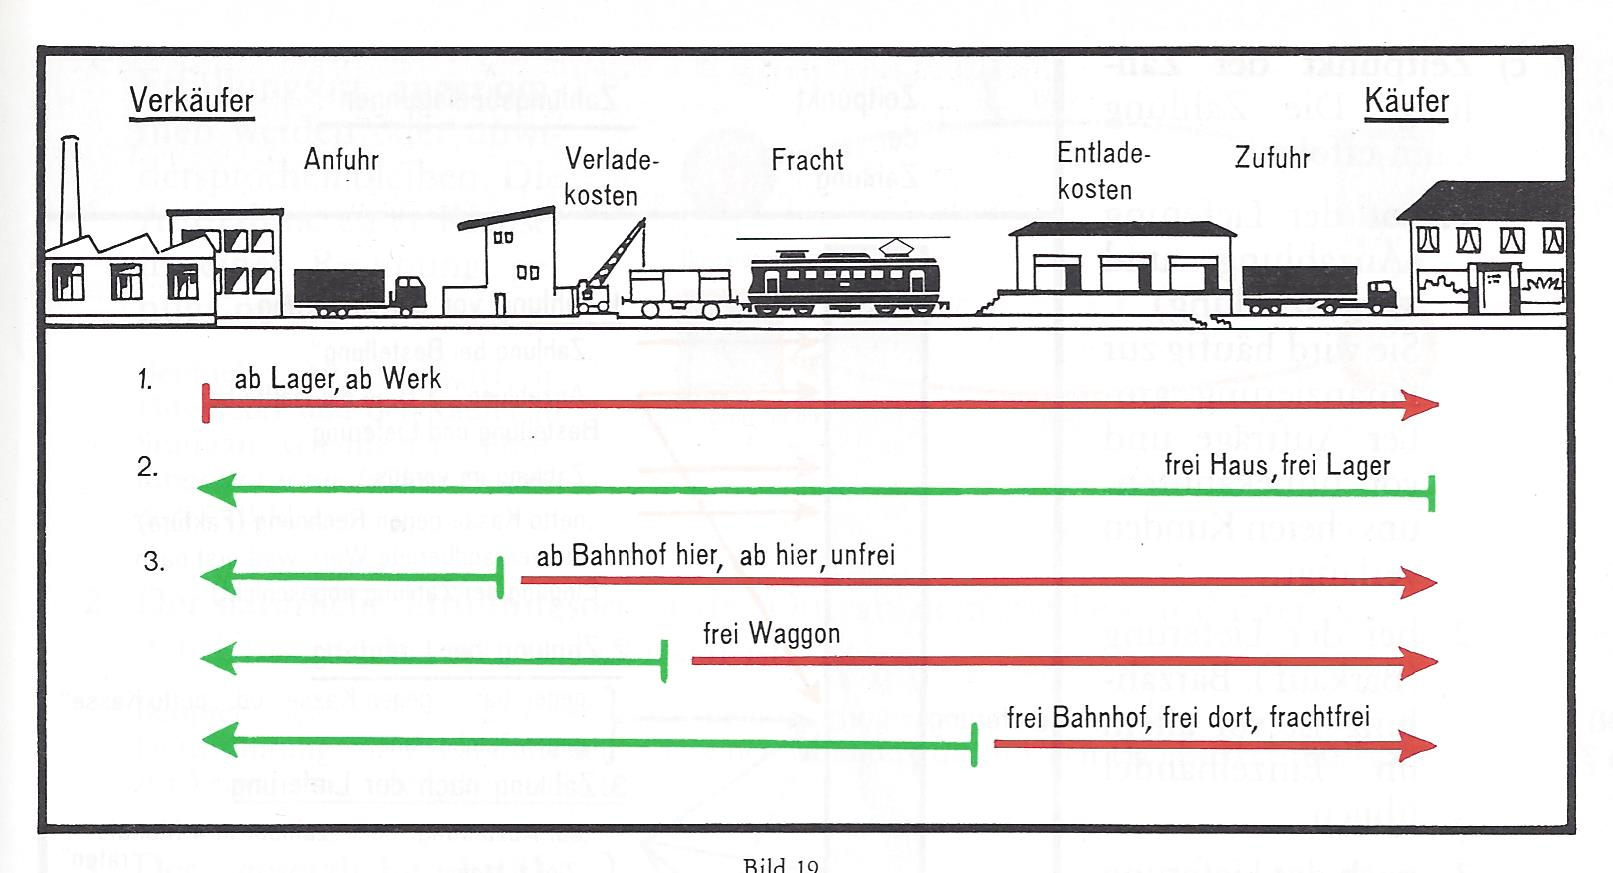 Verkäufer
Käufer
Anfuhr
Verlade-
kosten
Fracht
Entlade-
kosten
Zufuhr
1.
ab Lager, ab Werk
2.
frei Haus, frei Lager
3.
ab Bahnhof hier, ab hier, unfrei
frei Waggon
frei Bahnhof, frei dort, frachtfrei
Bild 19